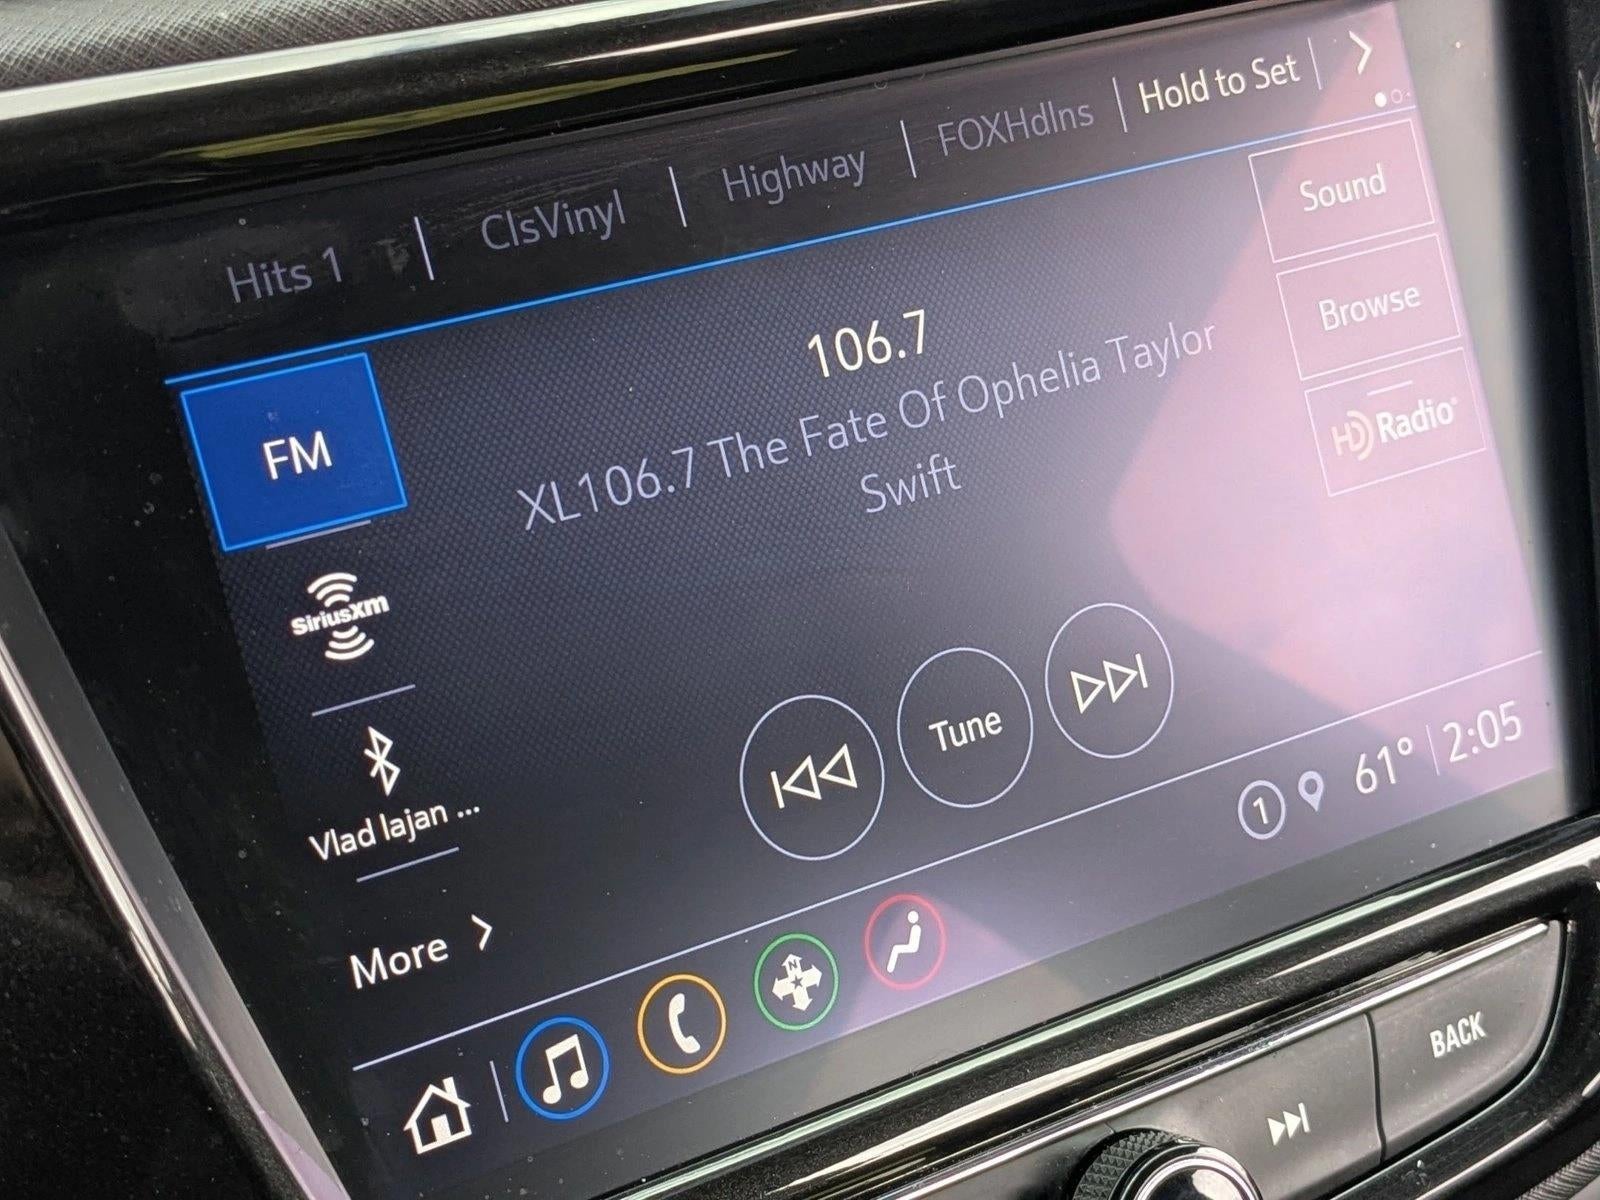 Hits 1 | ClsVinyl | Highway | FOXHdlns | Hold to Set
Sound
Browse
HD Radio
106.7
XL106.7 The Fate Of Ophelia Taylor
Swift
FM
SiriusXM
Vlad lajan ...
More
Tune
1 61° 2:05
N
BACK